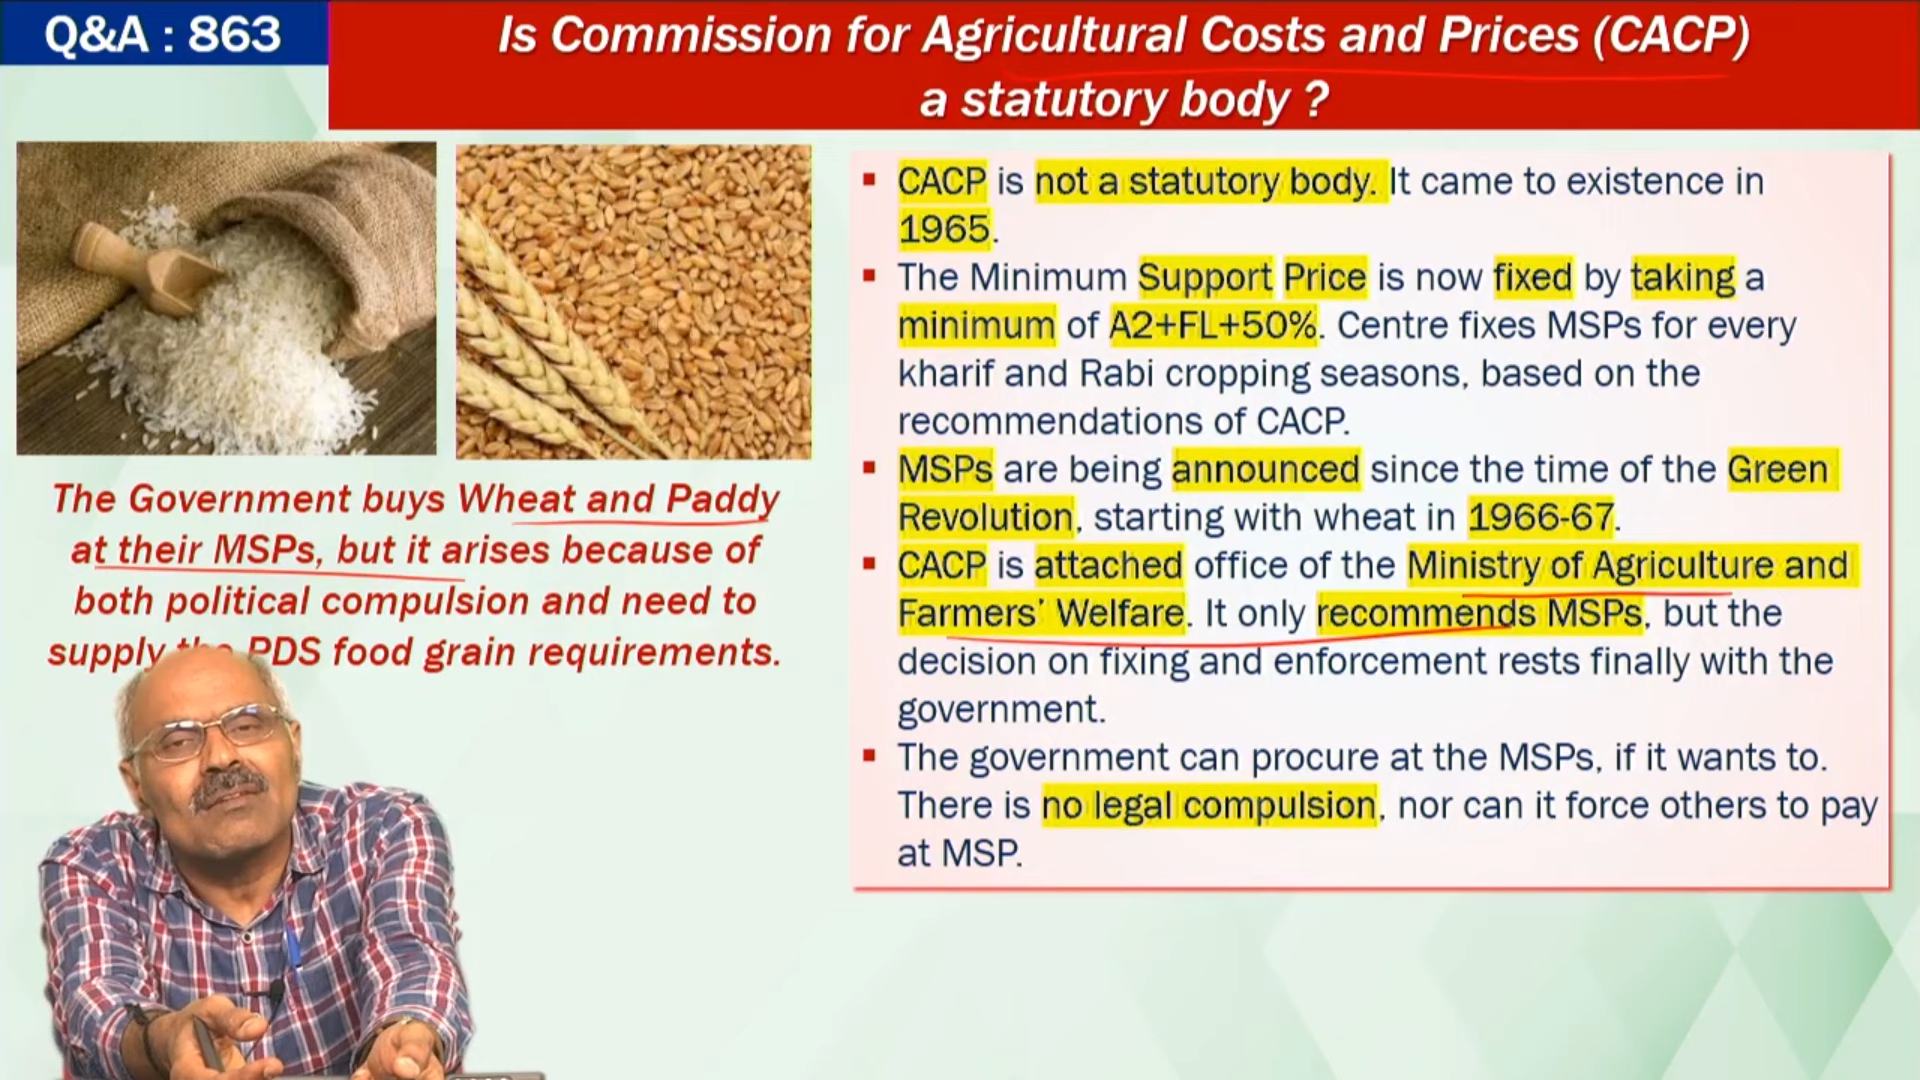 Q&A : 863
Is Commission for Agricultural Costs and Prices (CACP)
a statutory body ?
The Government buys Wheat and Paddy
at their MSPs, but it arises because of
both political compulsion and need to
supply the PDS food grain requirements.
▪ CACP is not a statutory body. It came to existence in
1965.
▪ The Minimum Support Price is now fixed by taking a
minimum of A2+FL+50%. Centre fixes MSPs for every
kharif and Rabi cropping seasons, based on the
recommendations of CACP.
▪ MSPs are being announced since the time of the Green
Revolution, starting with wheat in 1966-67.
▪ CACP is attached office of the Ministry of Agriculture and
Farmers' Welfare. It only recommends MSPs, but the
decision on fixing and enforcement rests finally with the
government.
▪ The government can procure at the MSPs, if it wants to.
There is no legal compulsion, nor can it force others to pay
at MSP.